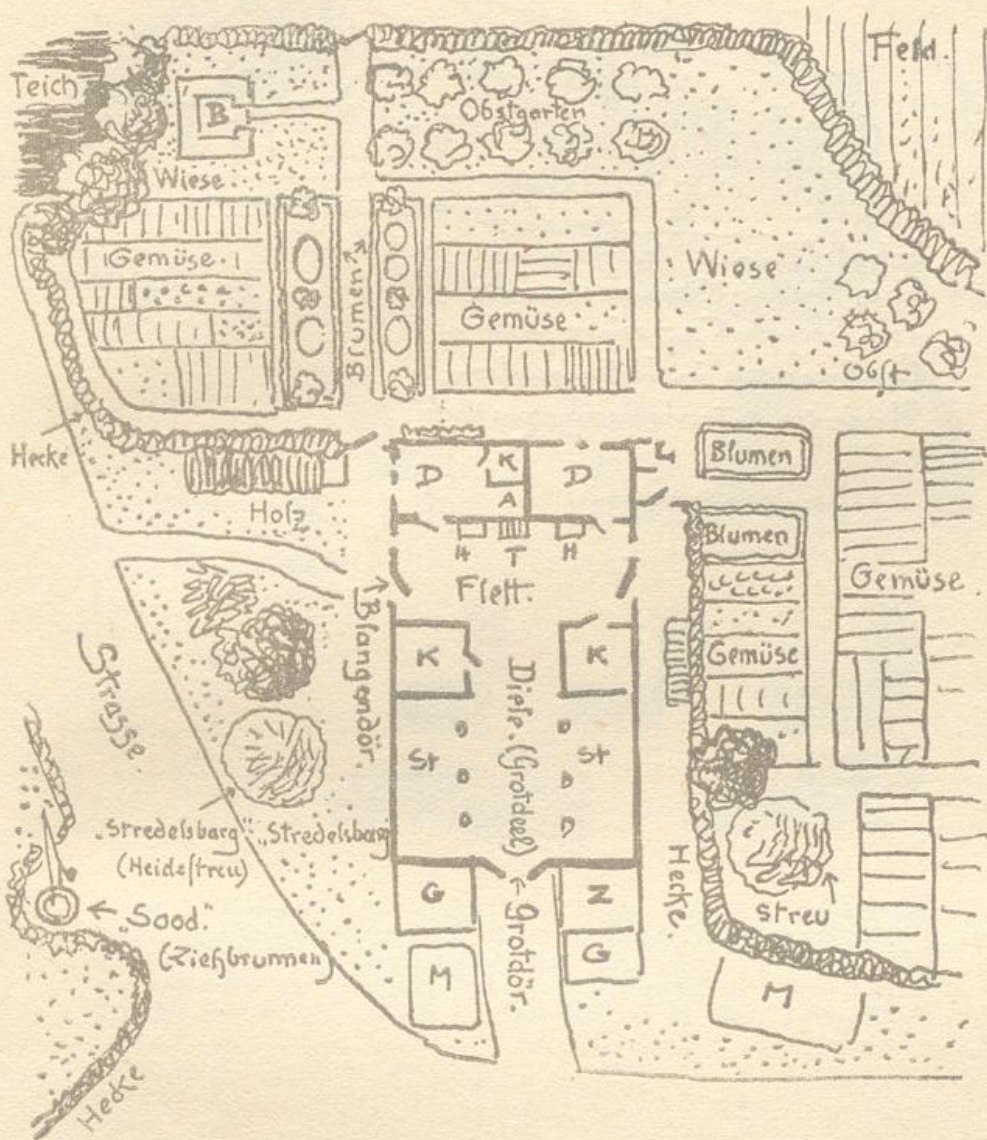 Teich
B
Obstgarten
Feld.
Wiese
Gemüse
Blumen
Gemüse
Wiese
Obst
Hecke
Holz
D
K
A
D
L
Blumen
H
T
H
Flett.
Blumen
Gemüse
Gemüse
Strasse.
Blangendör.
K
Diele. (Grotdeel)
K
St
St
"Stredelsbarg"
(Heidestreu)
"Stredelsbarg
"Sood."
(Ziehbrunnen)
G
Grotdör.
Z
G
M
Hecke.
Streu
M
Hecke